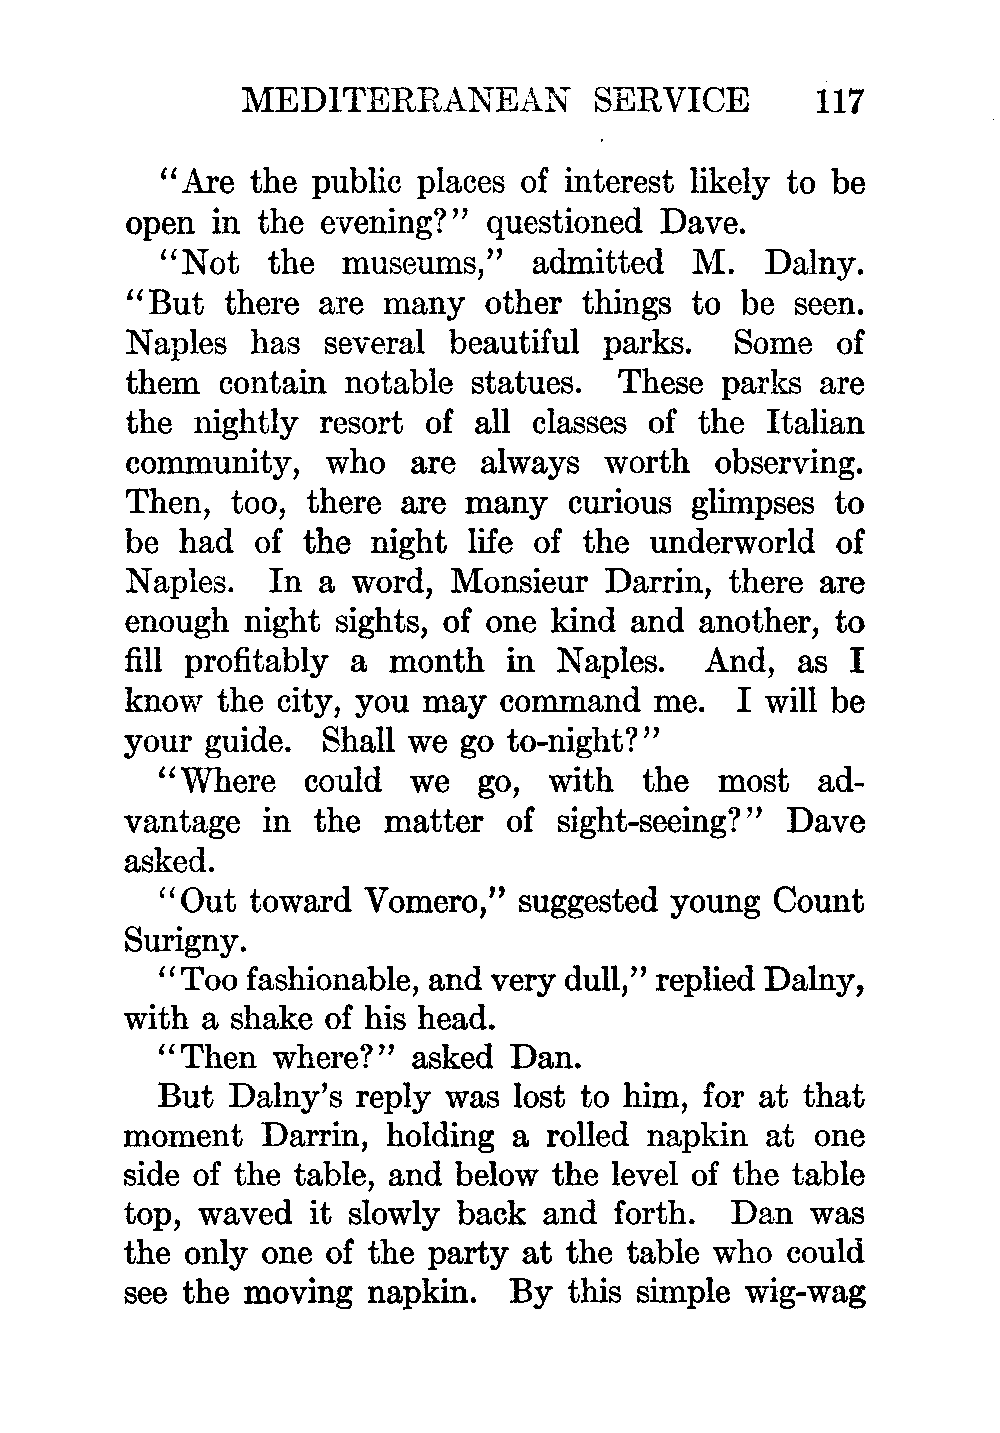 MEDITERRANEAN SERVICE 117
"Are the public places of interest likely to be
open in the evening?" questioned Dave.
"Not the museums," admitted M. Dalny.
"But there are many other things to be seen.
Naples has several beautiful parks. Some of
them contain notable statues. These parks are
the nightly resort of all classes of the Italian
community, who are always worth observing.
Then, too, there are many curious glimpses to
be had of the night life of the underworld of
Naples. In a word, Monsieur Darrin, there are
enough night sights, of one kind and another, to
fill profitably a month in Naples. And, as I
know the city, you may command me. I will be
your guide. Shall we go to-night?"
"Where could we go, with the most ad-
vantage in the matter of sight-seeing?" Dave
asked.
"Out toward Vomero," suggested young Count
Surigny.
"Too fashionable, and very dull," replied Dalny,
with a shake of his head.
"Then where?" asked Dan.
But Dalny's reply was lost to him, for at that
moment Darrin, holding a rolled napkin at one
side of the table, and below the level of the table
top, waved it slowly back and forth. Dan was
the only one of the party at the table who could
see the moving napkin. By this simple wig-wag